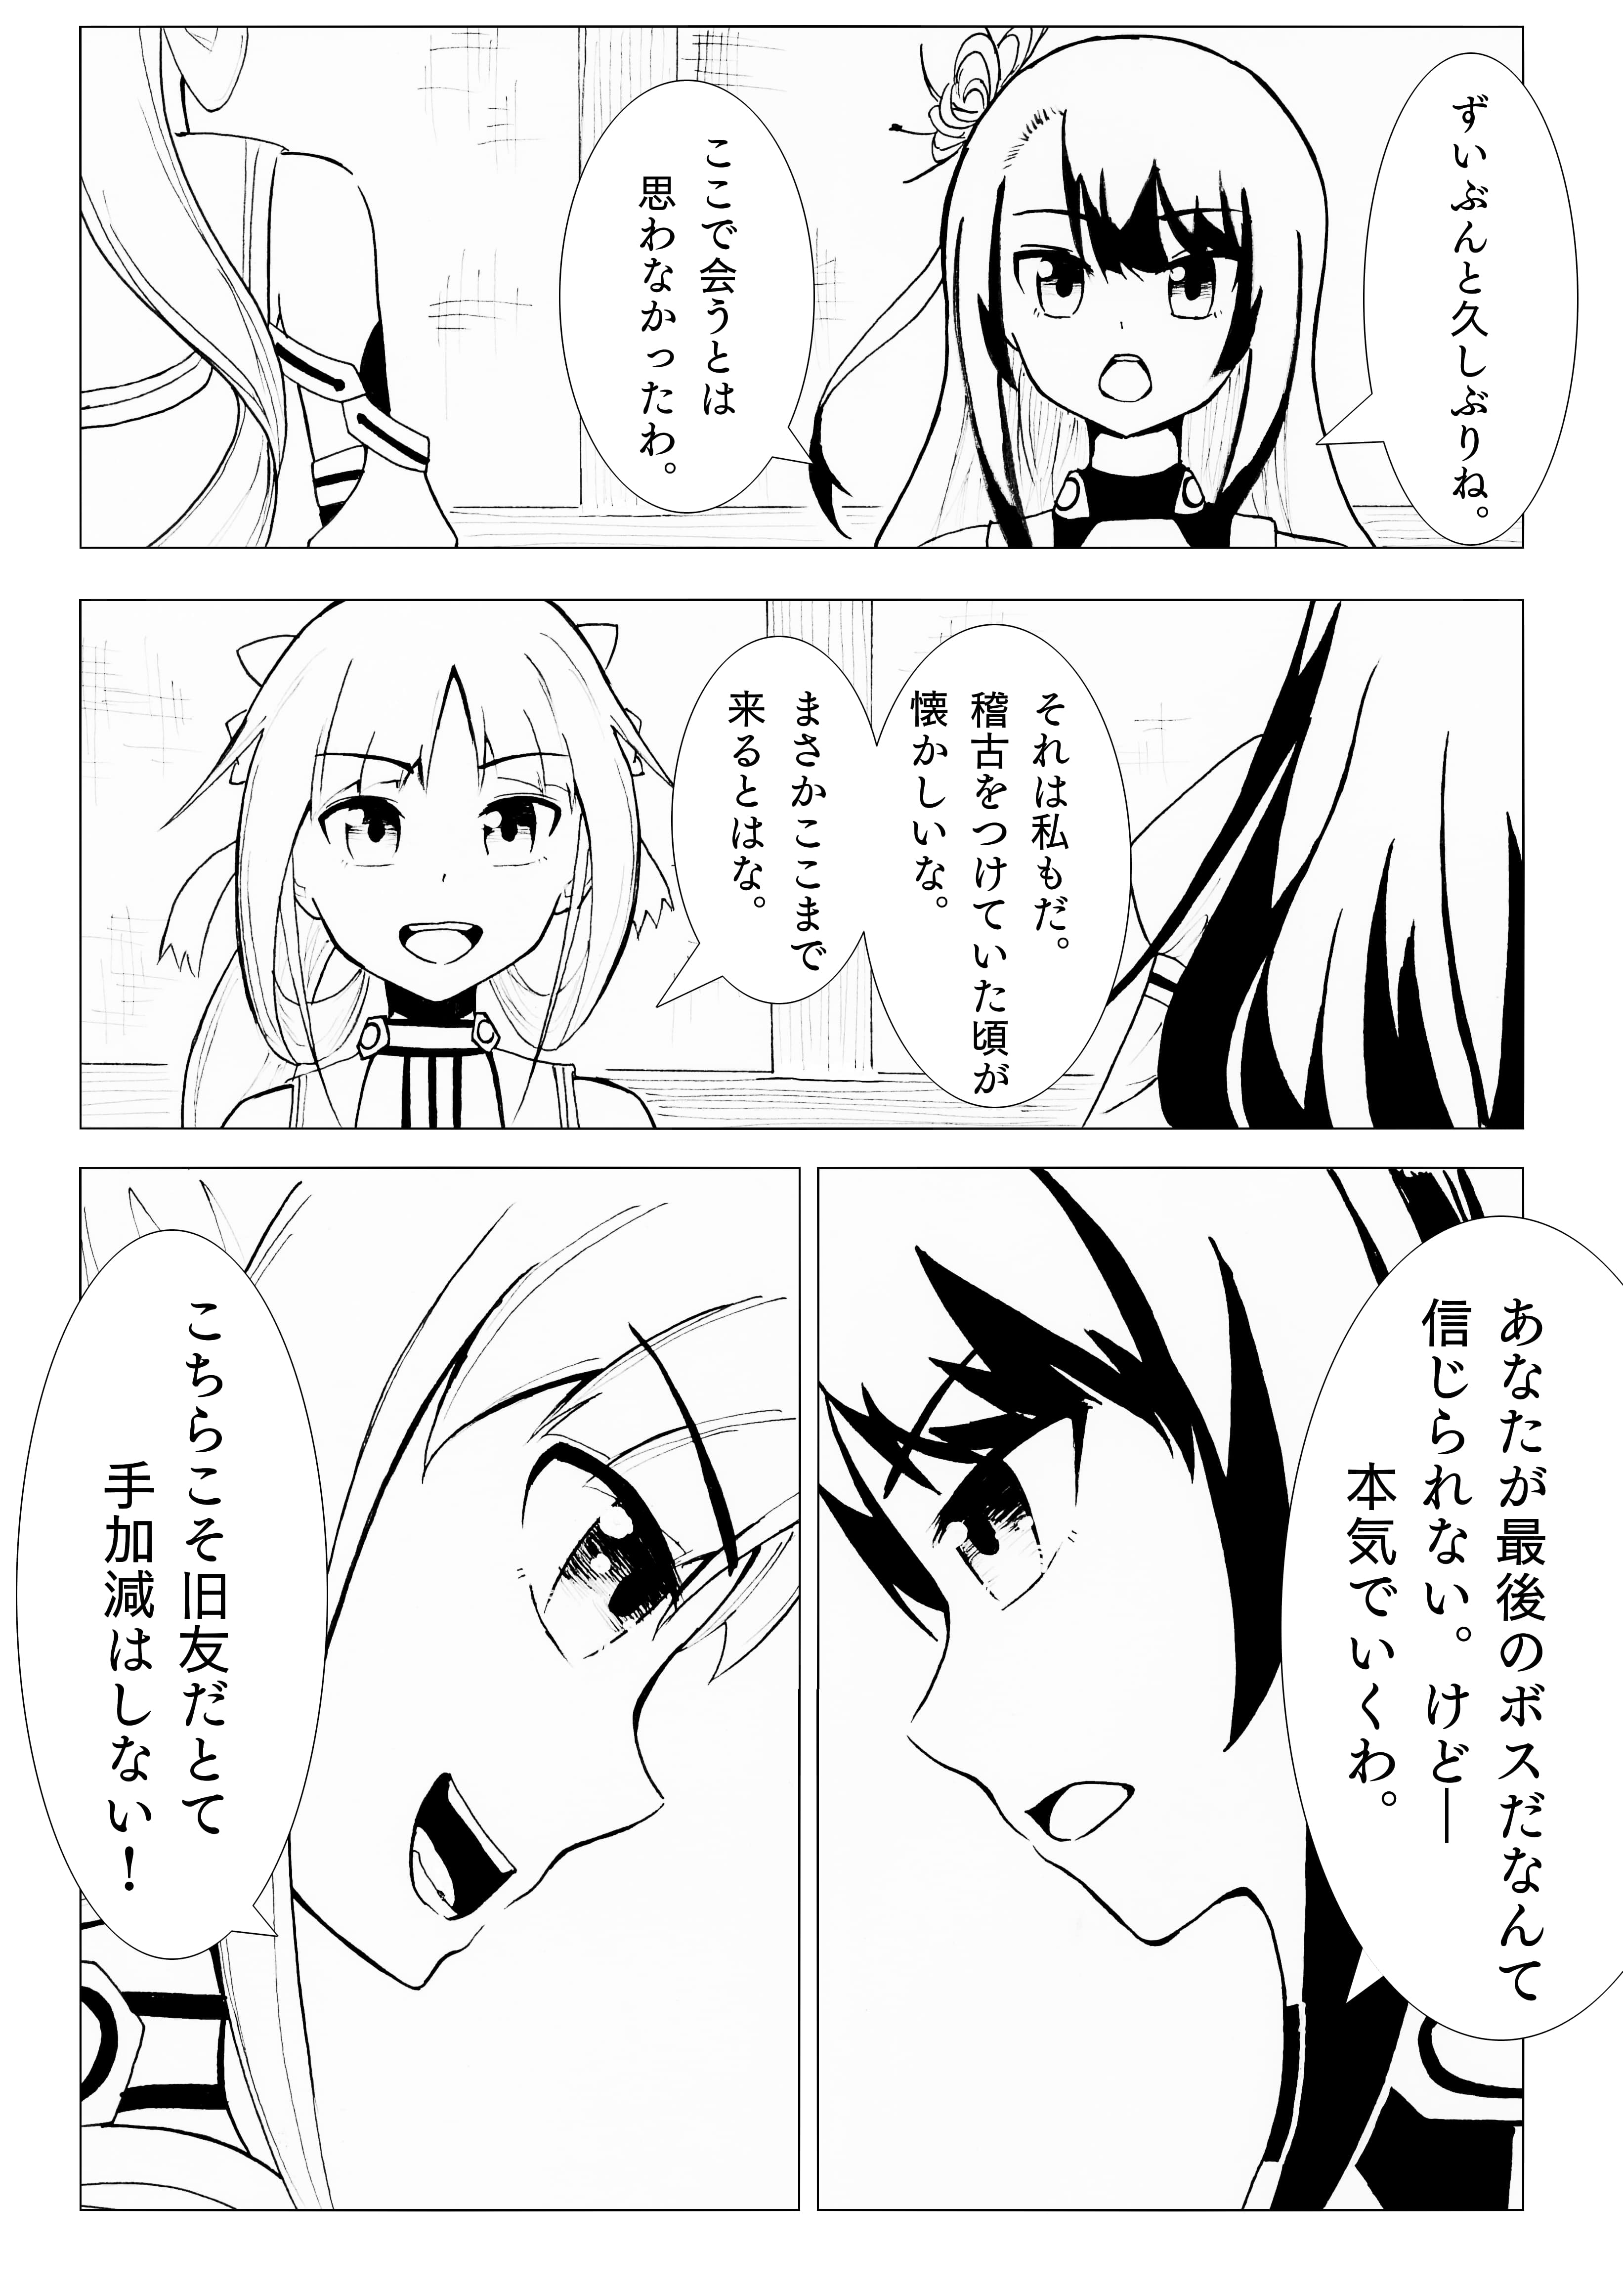 ずいぶんと久しぶりね。
ここで会うとは
思わなかったわ。
それは私もだ。
稽古をつけていた頃が
懐かしいな。
まさかここまで
来るとはな。
あなたが最後のボスだなんて
信じられない。けど―
本気でいくわ。
こちらこそ旧友だとて
手加減はしない！